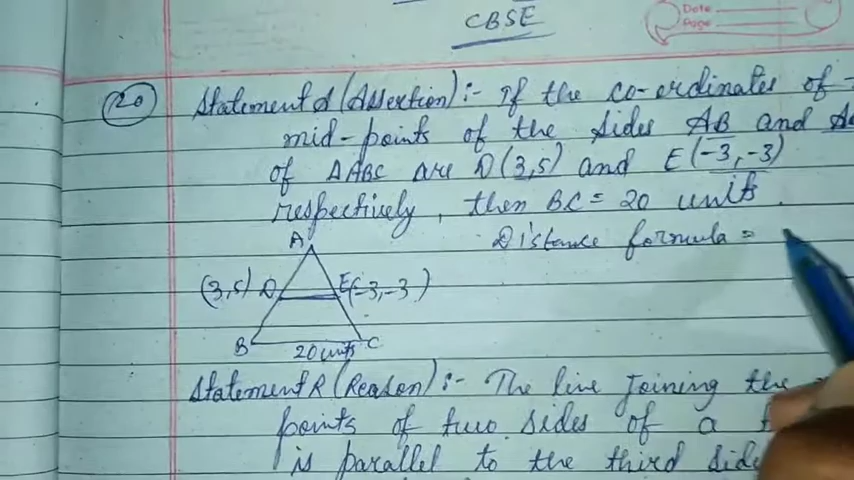 CBSE
Date
Page
(20) Statement A (Assertion) :- If the co-ordinates of
mid-points of the sides AB and
of ΔABC are D(3,5) and E(-3,-3)
respectively, then BC = 20 units.
Distance formula =
A
(3,5) D E(-3,-3)
B 20 units C
Statement R (Reason) :- The line joining the
points of two sides of a
is parallel to the third side